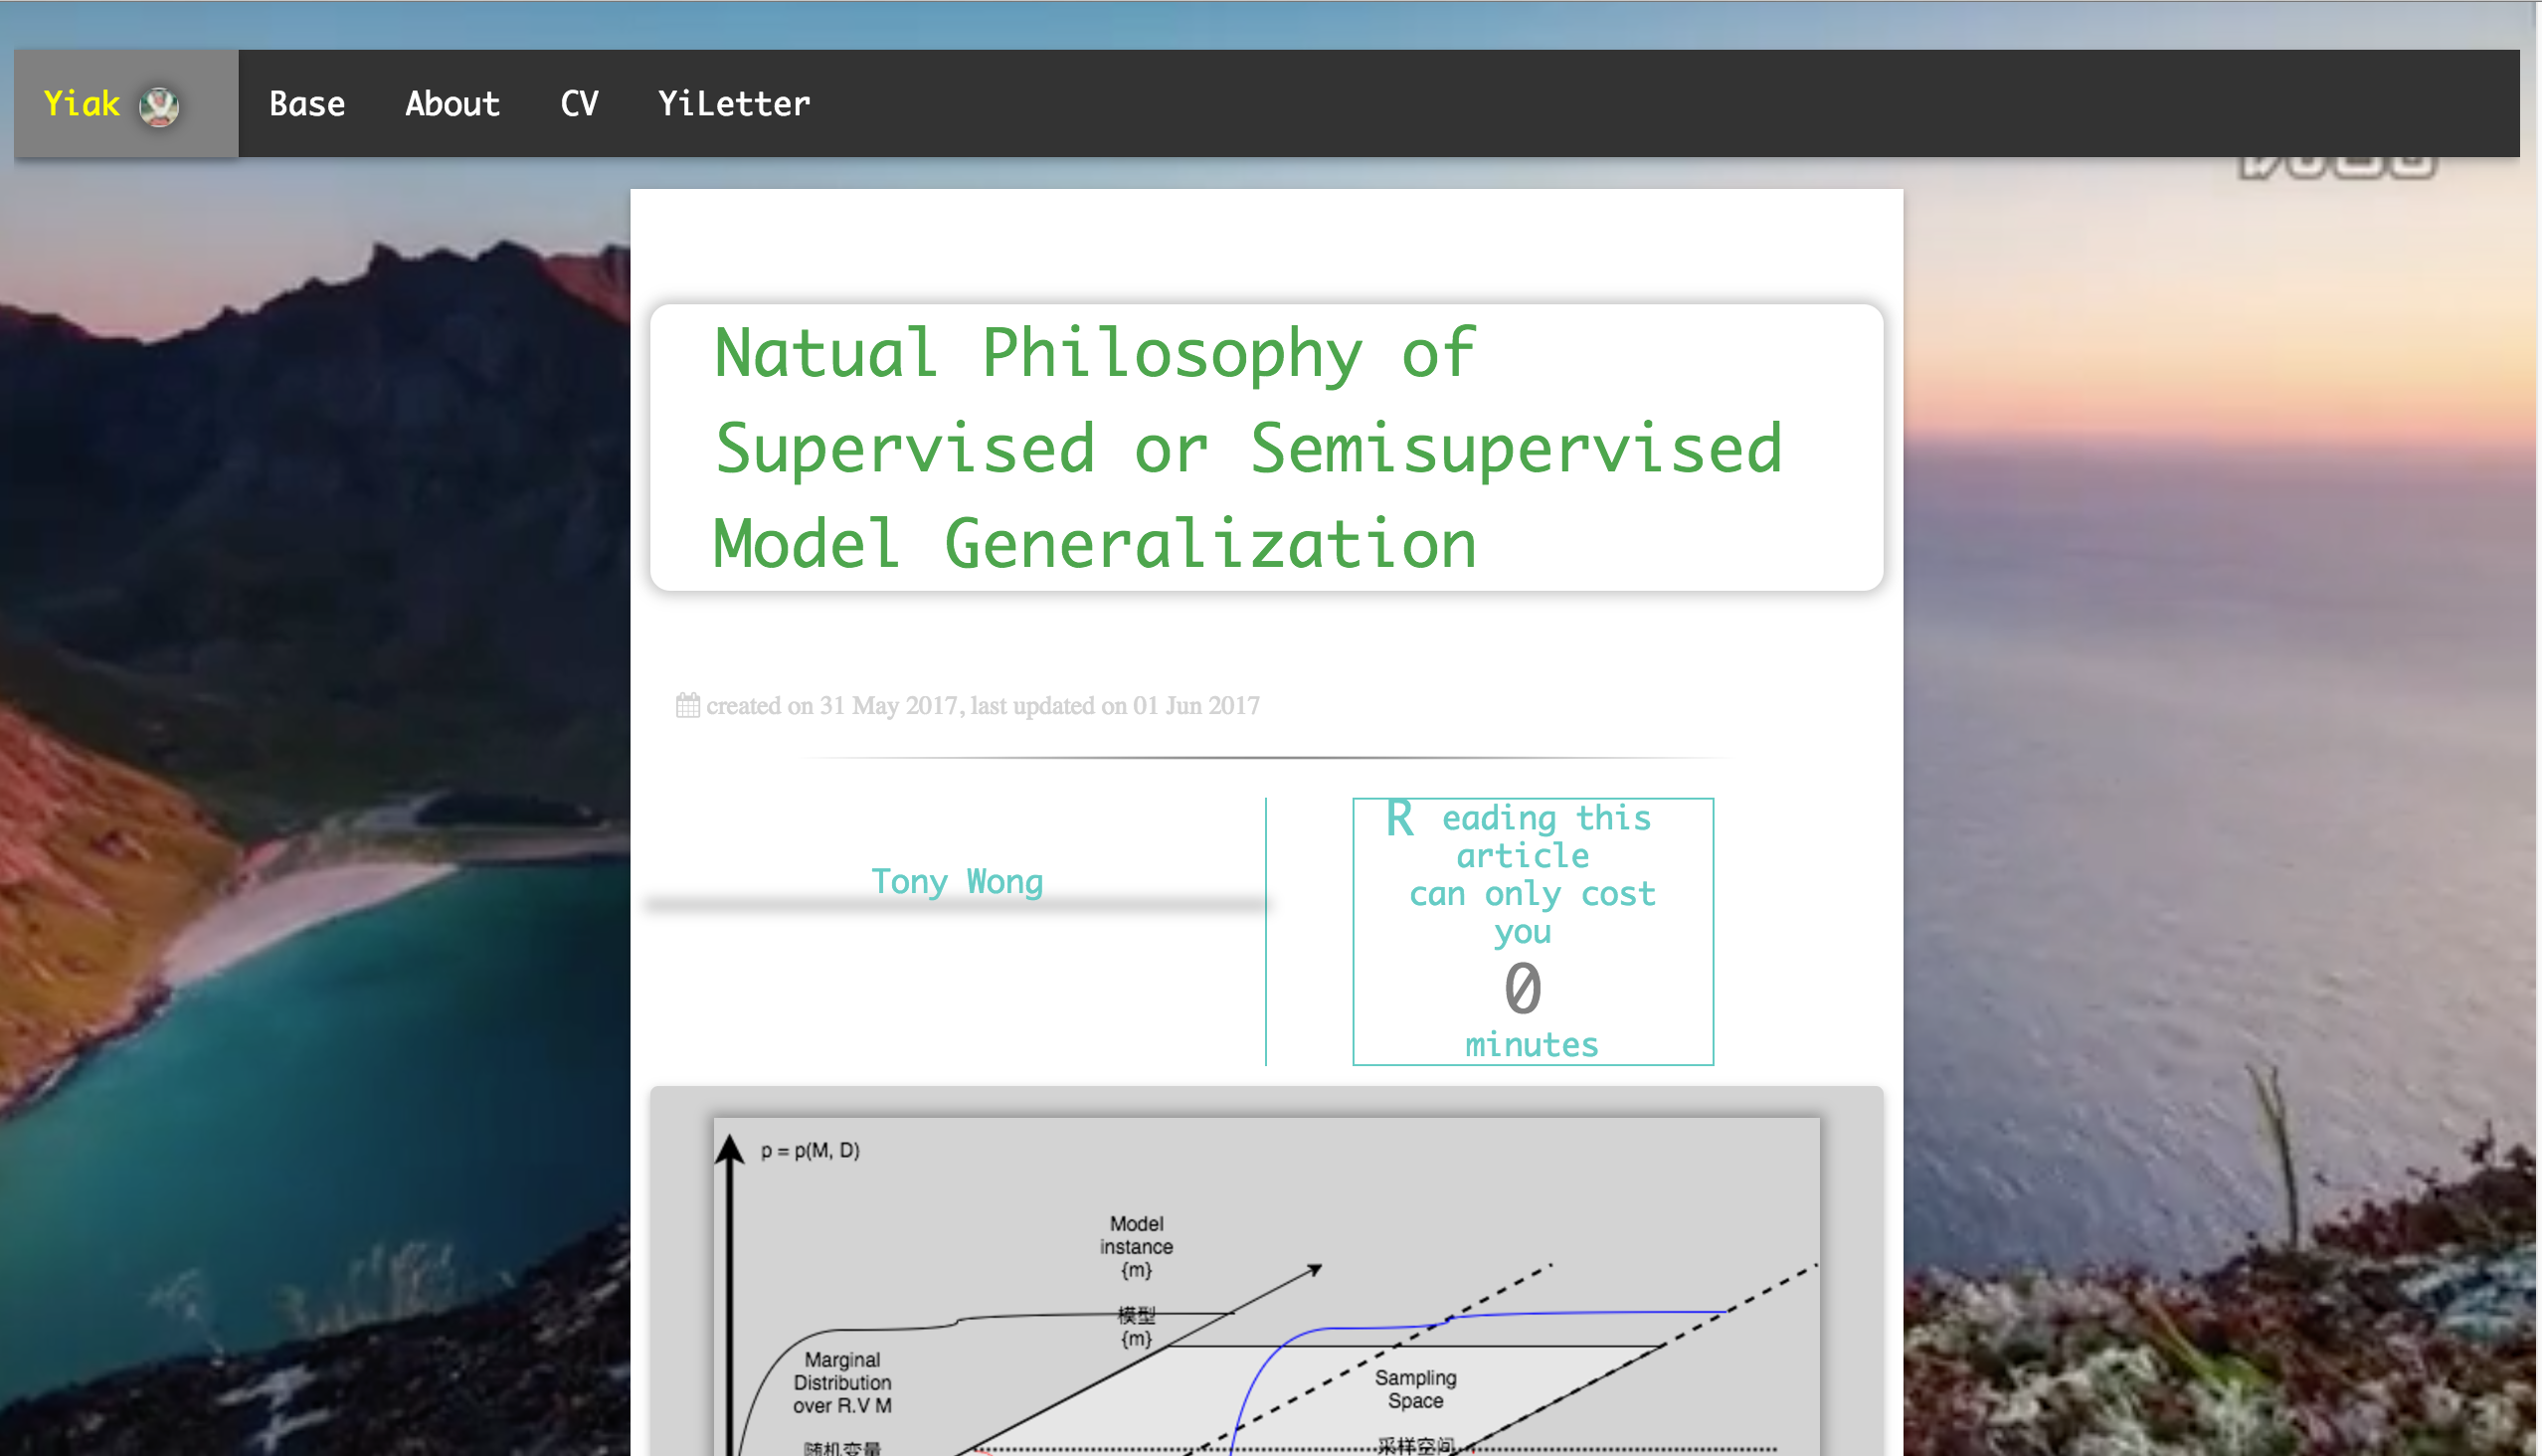 Yiak Base About CV YiLetter
Natual Philosophy of
Supervised or Semisupervised
Model Generalization
created on 31 May 2017, last updated on 01 Jun 2017
Tony Wong
Reading this
article
can only cost
you
0
minutes
p = p(M, D)
Model
instance
{m}
模型
{m}
Marginal
Distribution
over R.V M
随机变量
Sampling
Space
采样空间